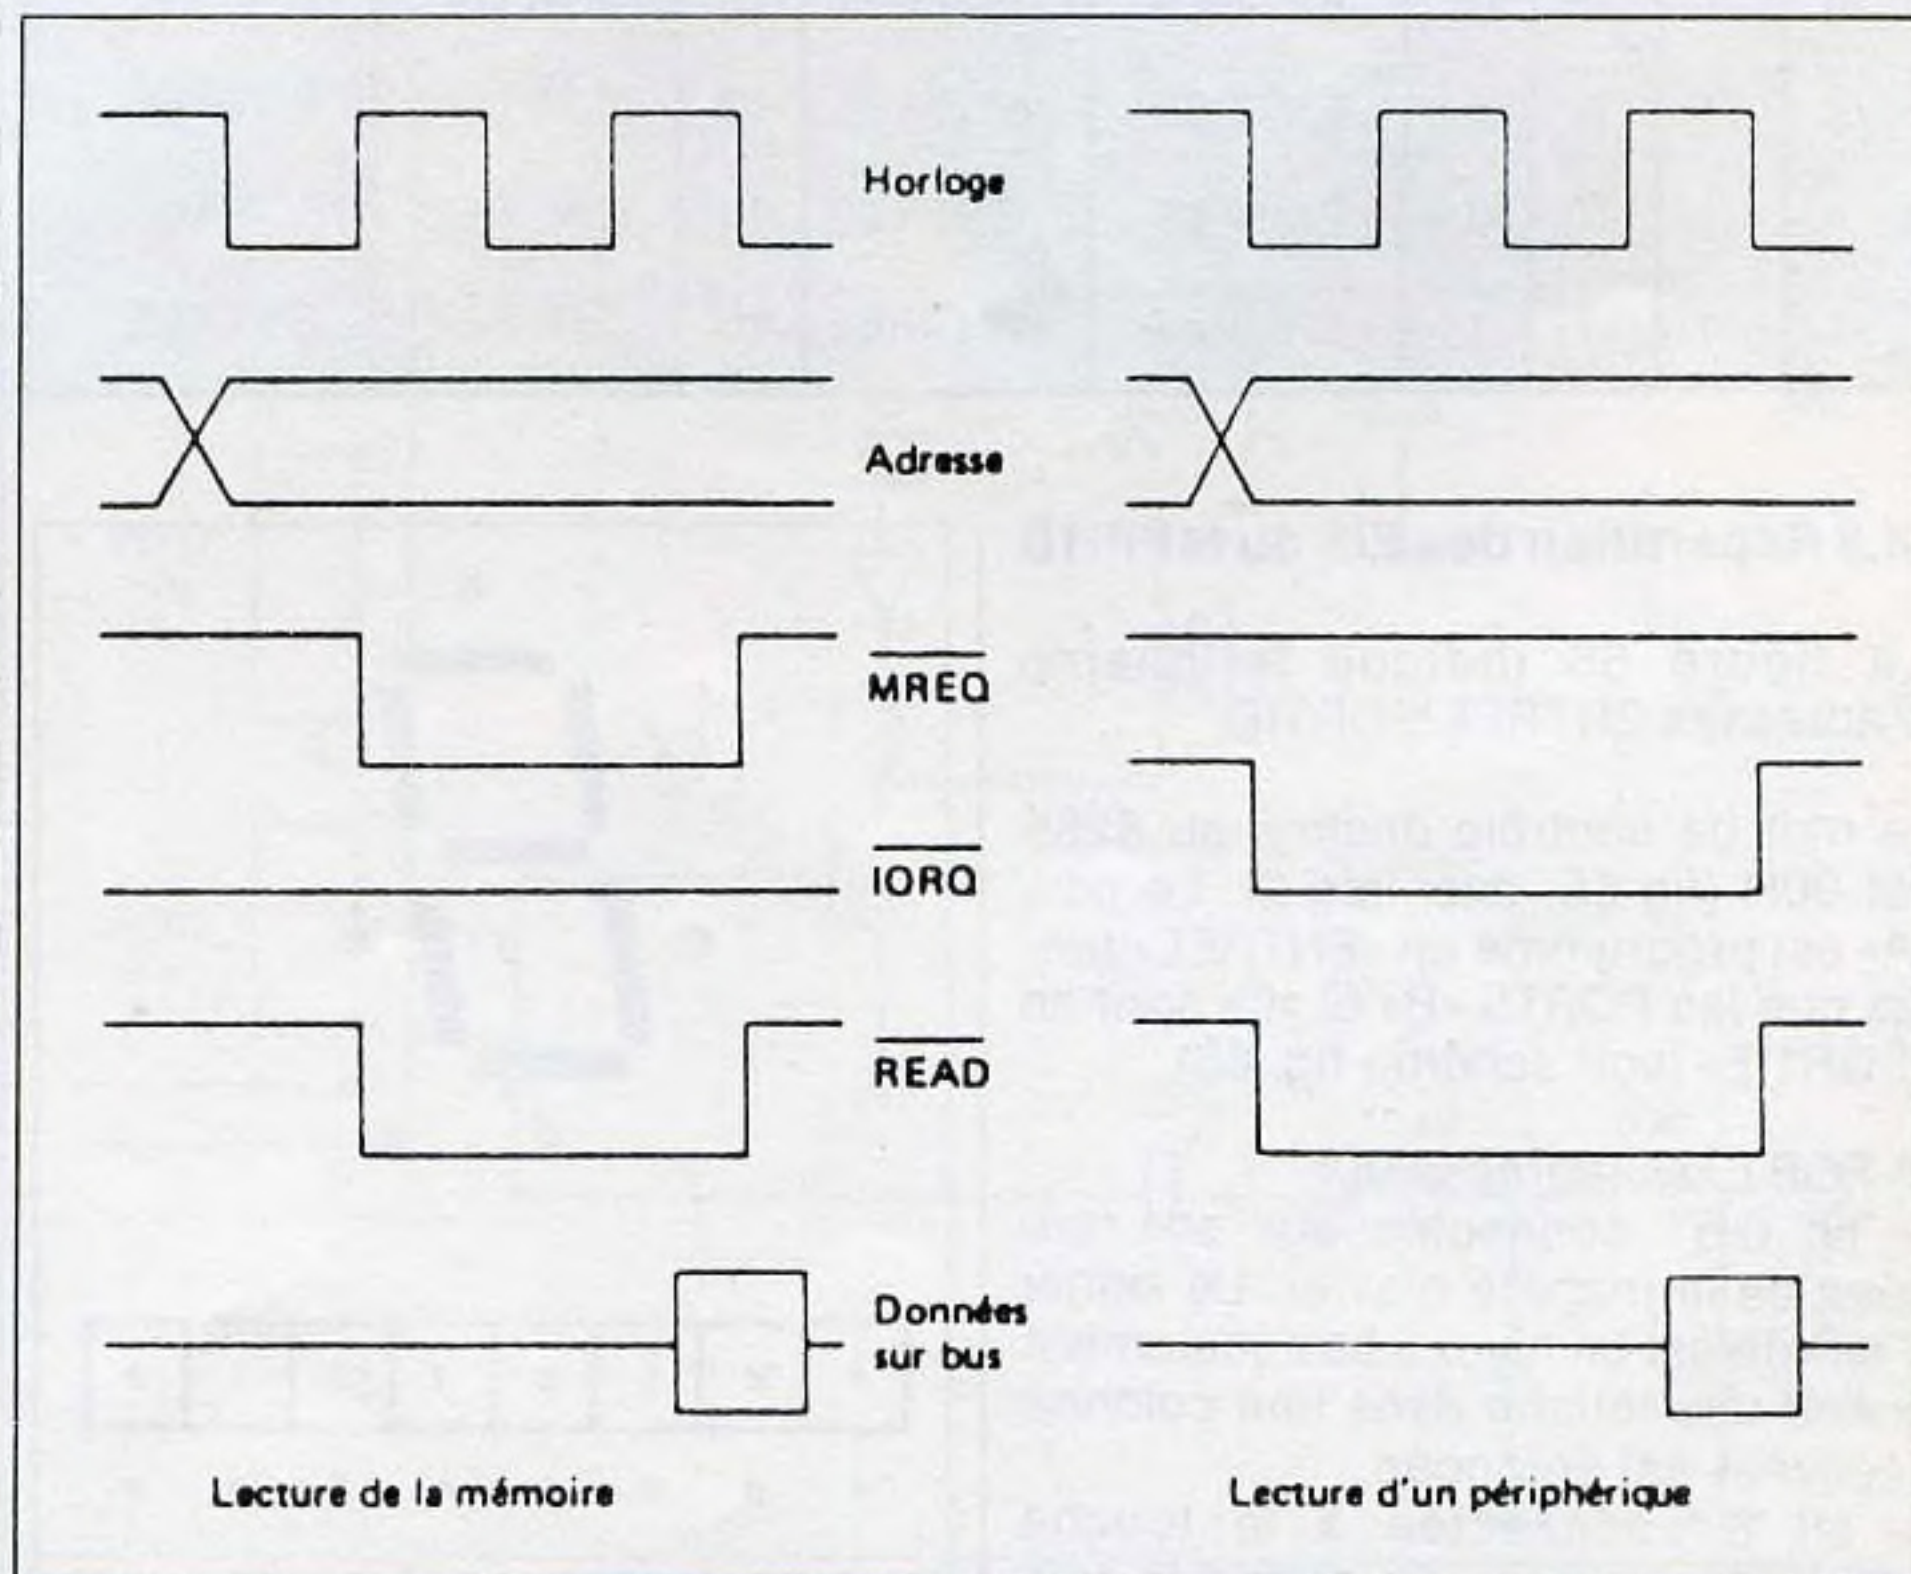 Horloge
Adresse
MREQ
IORQ
READ
Données
sur bus
Lecture de la mémoire
Lecture d'un périphérique